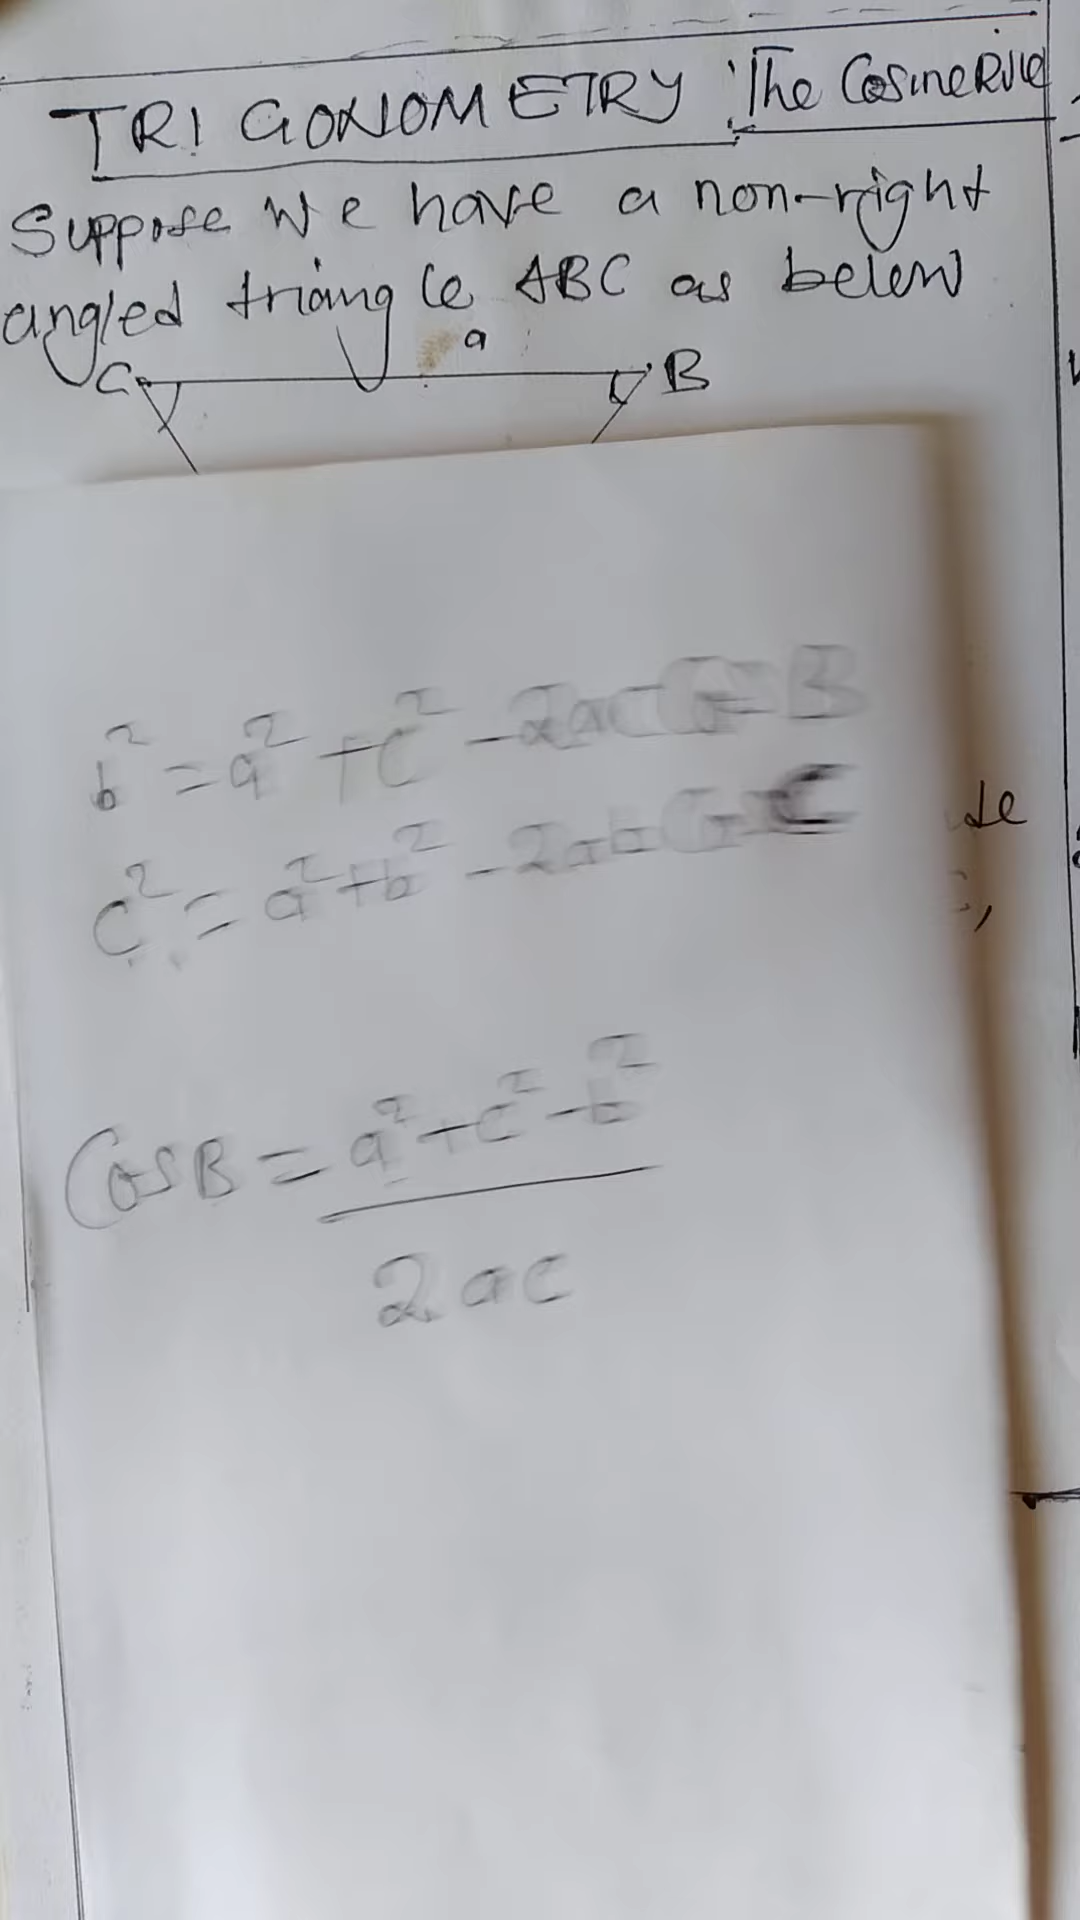 TRIGONOMETRY: The Cosine Rule
Suppose we have a non-right
angled triangle ABC as below
a
C B
b² = a² + c² - 2ac Cos B
c² = a² + b² - 2ab Cos C
Cos B = a² + c² - b²
2ac